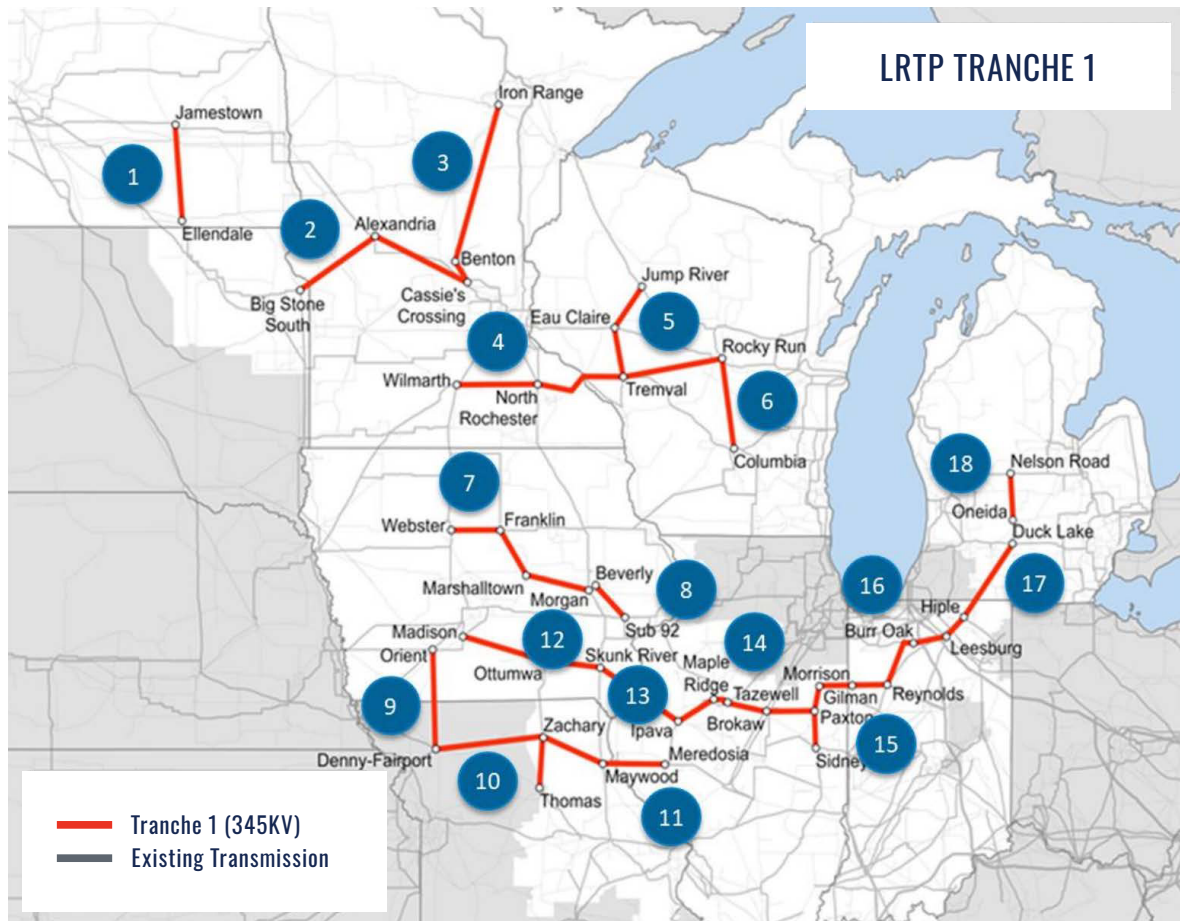 LRTP TRANCHE 1
Iron Range
Jamestown
3
1
Ellendale
2
Alexandria
Benton
Big Stone
South
Cassie's
Crossing
Jump River
Eau Claire
5
4
Rocky Run
Wilmarth
North
Rochester
Tremval
6
Columbia
18
Nelson Road
Oneida
Duck Lake
7
Webster
Franklin
Marshalltown
Beverly
Morgan
8
Sub 92
16
17
Hiple
Burr Oak
Leesburg
Madison
Orient
12
Ottumwa
Skunk River
14
Maple
Ridge
Tazewell
Morrison
Gilman
Reynolds
13
Ipava
Brokaw
Paxton
9
Zachary
15
Sidney
Denny-Fairport
10
Meredosia
Maywood
Thomas
11
Tranche 1 (345KV)
Existing Transmission